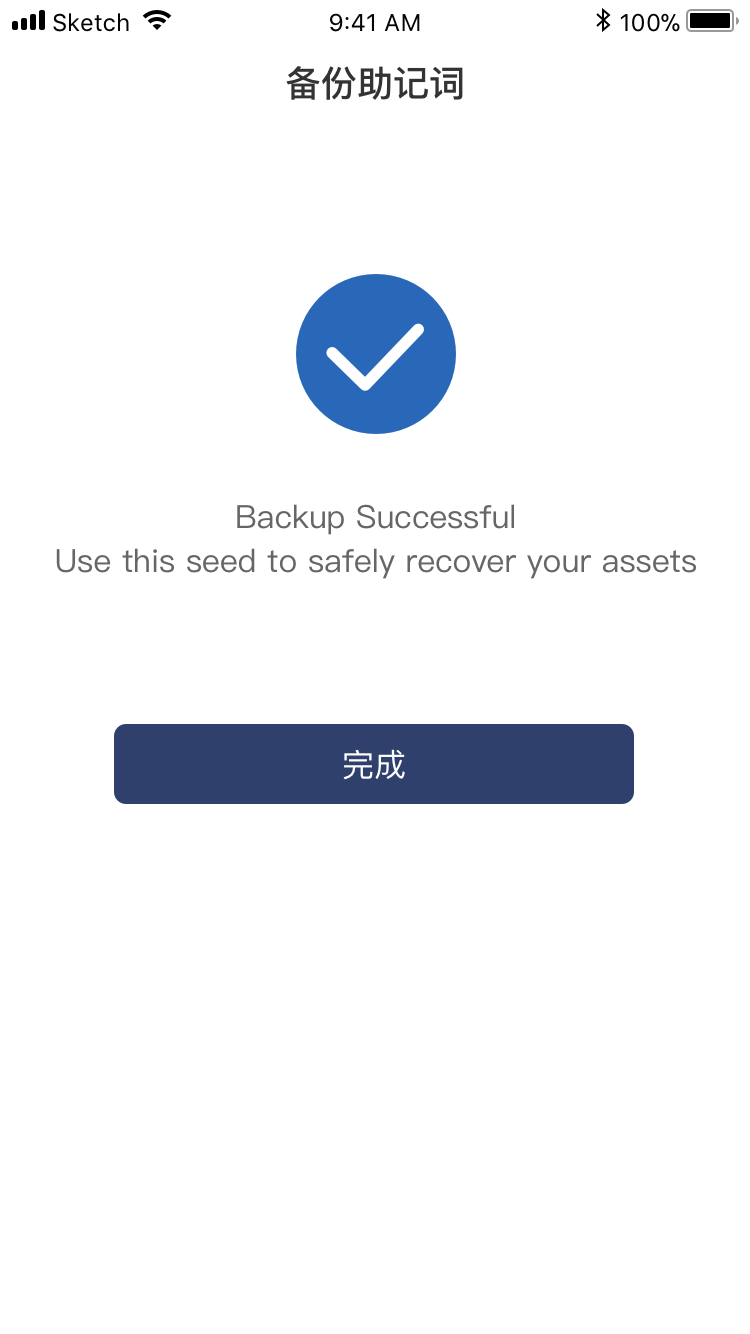 Sketch 9:41 AM 100%
备份助记词
Backup Successful
Use this seed to safely recover your assets
完成